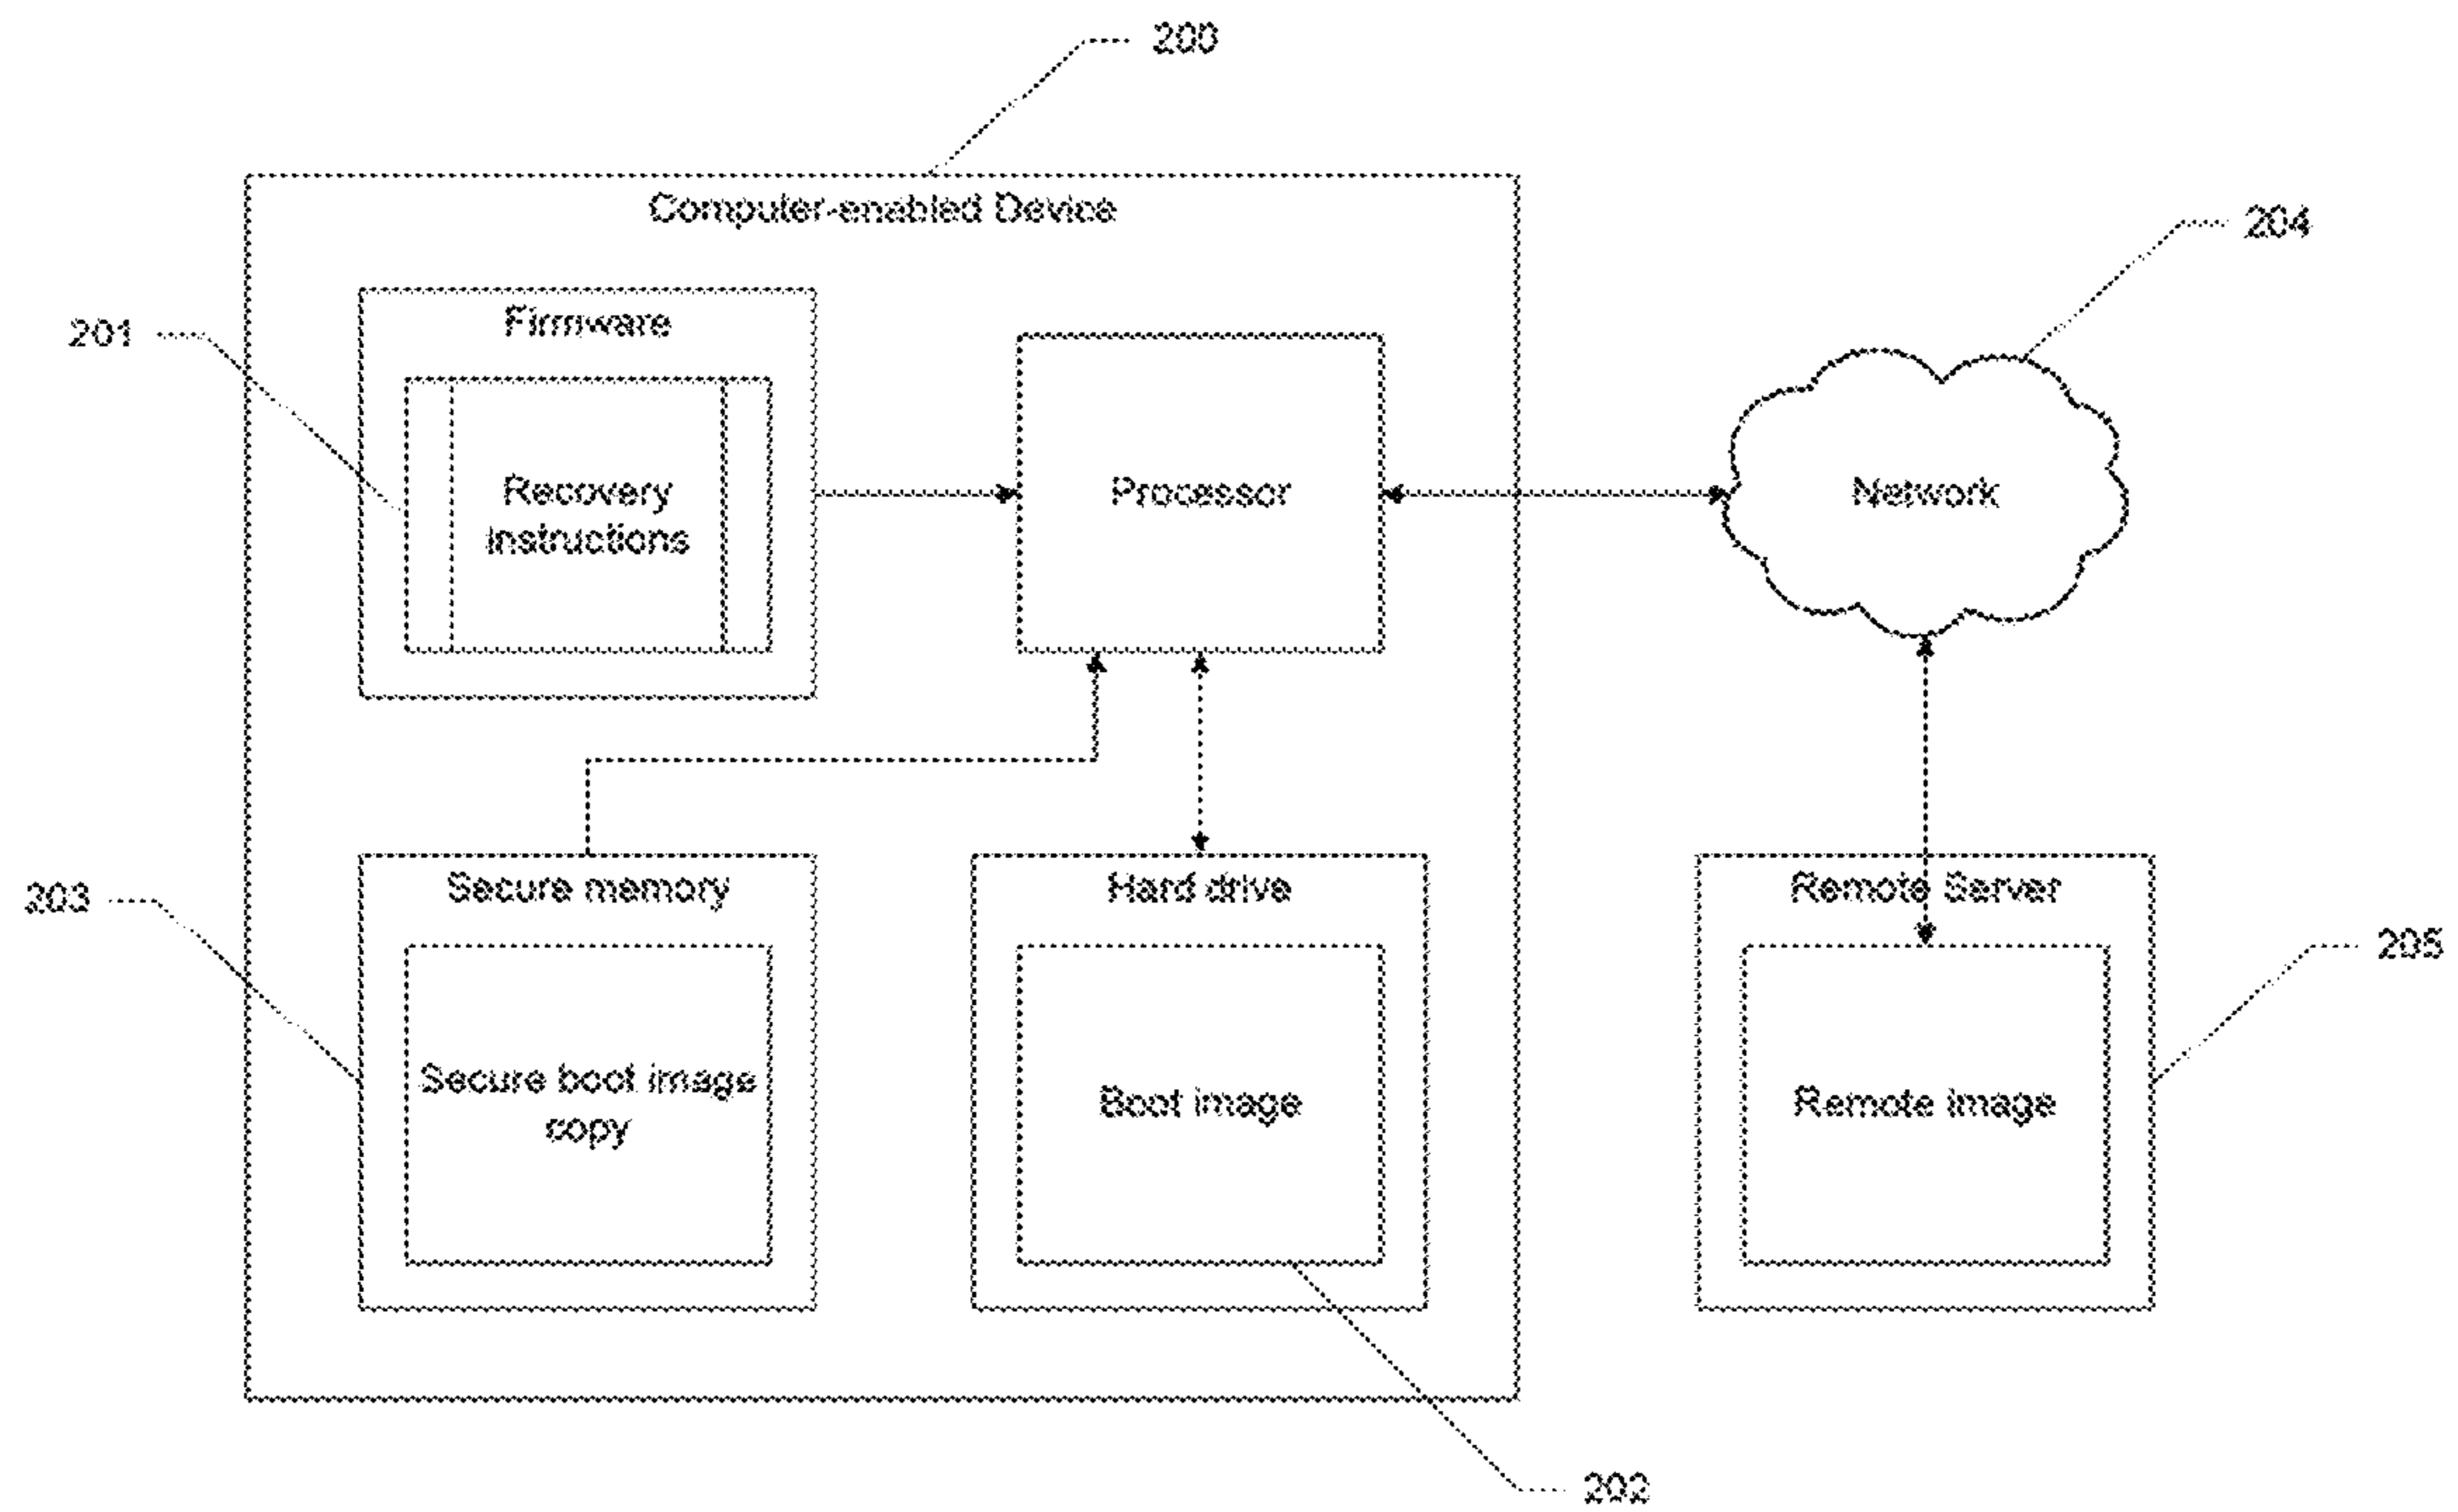 200
Computer-enabled Device
204
201
Firmware
Recovery
instructions
Processor
Network
203
Secure memory
Hard drive
Remote Server
205
Secure boot image
copy
Boot image
Remote image
202